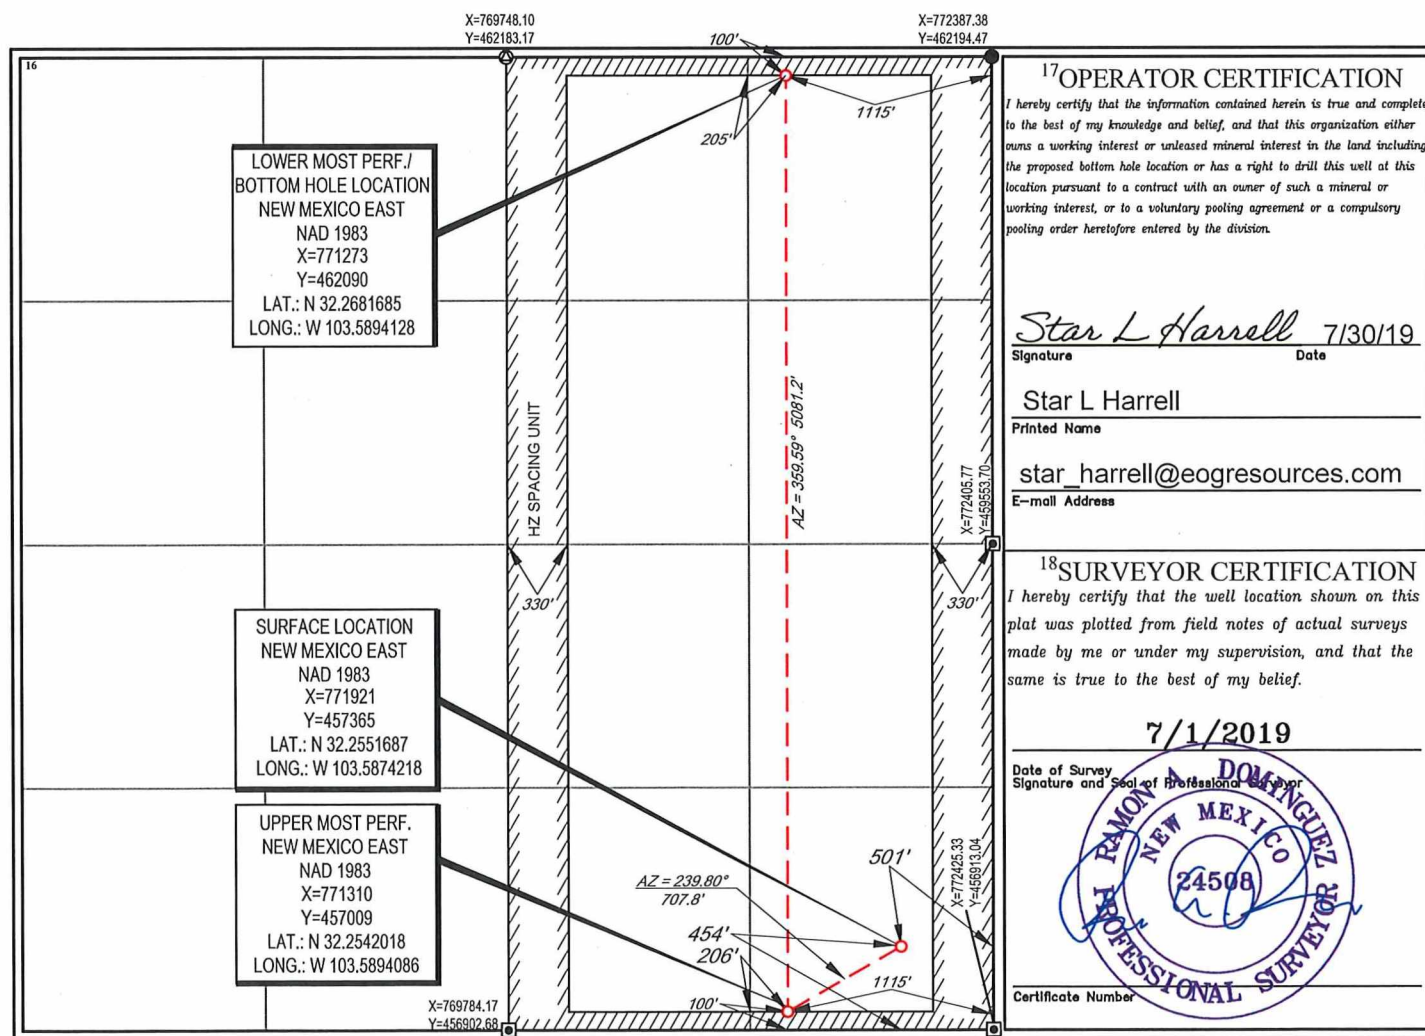 X=769748.10
Y=462183.17
X=772387.38
Y=462194.47
100'
16
1115'
205'
LOWER MOST PERF./
BOTTOM HOLE LOCATION
NEW MEXICO EAST
NAD 1983
X=771273
Y=462090
LAT.: N 32.2681685
LONG.: W 103.5894128
HZ SPACING UNIT
AZ = 359.59° 5081.2'
X=772405.77
Y=459553.70
330'
330'
SURFACE LOCATION
NEW MEXICO EAST
NAD 1983
X=771921
Y=457365
LAT.: N 32.2551687
LONG.: W 103.5874218
UPPER MOST PERF.
NEW MEXICO EAST
NAD 1983
X=771310
Y=457009
LAT.: N 32.2542018
LONG.: W 103.5894086
501'
AZ = 239.80°
707.8'
X=772425.33
Y=456913.04
454'
206'
1115'
100'
X=769784.17
Y=456902.68
17 OPERATOR CERTIFICATION
I hereby certify that the information contained herein is true and complete
to the best of my knowledge and belief, and that this organization either
owns a working interest or unleased mineral interest in the land including
the proposed bottom hole location or has a right to drill this well at this
location pursuant to a contract with an owner of such a mineral or
working interest, or to a voluntary pooling agreement or a compulsory
pooling order heretofore entered by the division.
Star L Harrell 7/30/19
Signature Date
Star L Harrell
Printed Name
star_harrell@eogresources.com
E-mail Address
18 SURVEYOR CERTIFICATION
I hereby certify that the well location shown on this
plat was plotted from field notes of actual surveys
made by me or under my supervision, and that the
same is true to the best of my belief.
7/1/2019
Date of Survey
Signature and Seal of Professional Surveyor
RAMON A. DOMINGUEZ
NEW MEXICO
24508
PROFESSIONAL SURVEYOR
Certificate Number